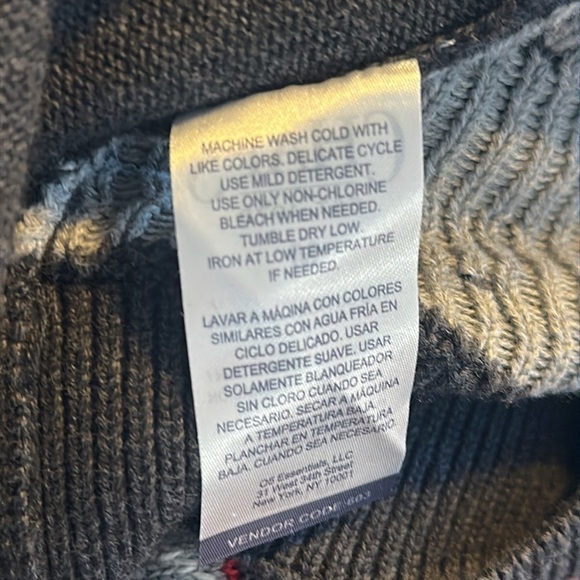 MACHINE WASH COLD WITH
LIKE COLORS. DELICATE CYCLE
USE MILD DETERGENT.
USE ONLY NON-CHLORINE
BLEACH WHEN NEEDED.
TUMBLE DRY LOW.
IRON AT LOW TEMPERATURE
IF NEEDED.
LAVAR A MÁQINA CON COLORES
SIMILARES CON AGUA FRÍA EN
CICLO DELICADO. USAR
DETERGENTE SUAVE. USAR
SOLAMENTE BLANQUEADOR
SIN CLORO CUANDO SEA
NECESARIO. SECAR A MÁQUINA
A TEMPERATURA BAJA.
PLANCHAR EN TEMPERATURA
BAJA. CUANDO SEA NECESARIO.
OS Essentials, LLC
31 West 34th Street
New York, NY 10001
VENDOR CODE:603